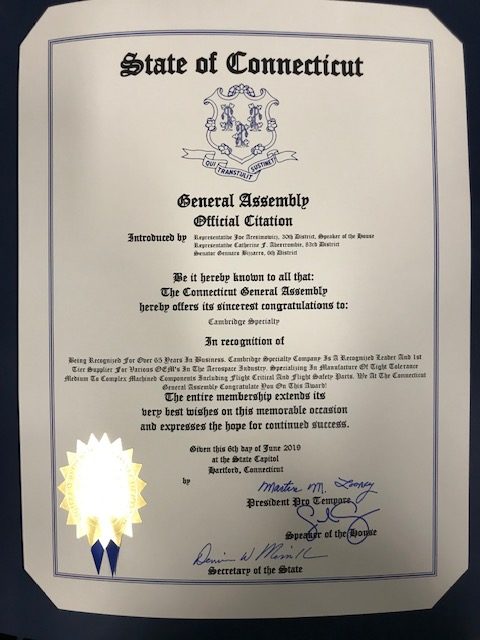 State of Connecticut
QUI TRANSTULIT SUSTINET
General Assembly
Official Citation
Introduced by Representative Joe Aresimowicz, 30th District, Speaker of the House
Representative Catherine F. Abercrombie, 83rd District
Senator Gennaro Bizzarro, 6th District
Be it hereby known to all that:
The Connecticut General Assembly
hereby offers its sincerest congratulations to:
Cambridge Specialty
In recognition of
Being Recognized For Over 65 Years In Business. Cambridge Specialty Company Is A Recognized Leader And 1st
Tier Supplier For Various OEM's In The Aerospace Industry, Specializing In Manufacture Of Tight Tolerance
Medium To Complex Machined Components Including Flight Critical And Flight Safety Parts. We At The Connecticut
General Assembly Congratulate You On This Award!
The entire membership extends its
very best wishes on this memorable occasion
and expresses the hope for continued success.
Given this 6th day of June 2019
at the State Capitol
Hartford, Connecticut
by
Martin M. Looney
President Pro Tempore
Speaker of the House
Secretary of the State